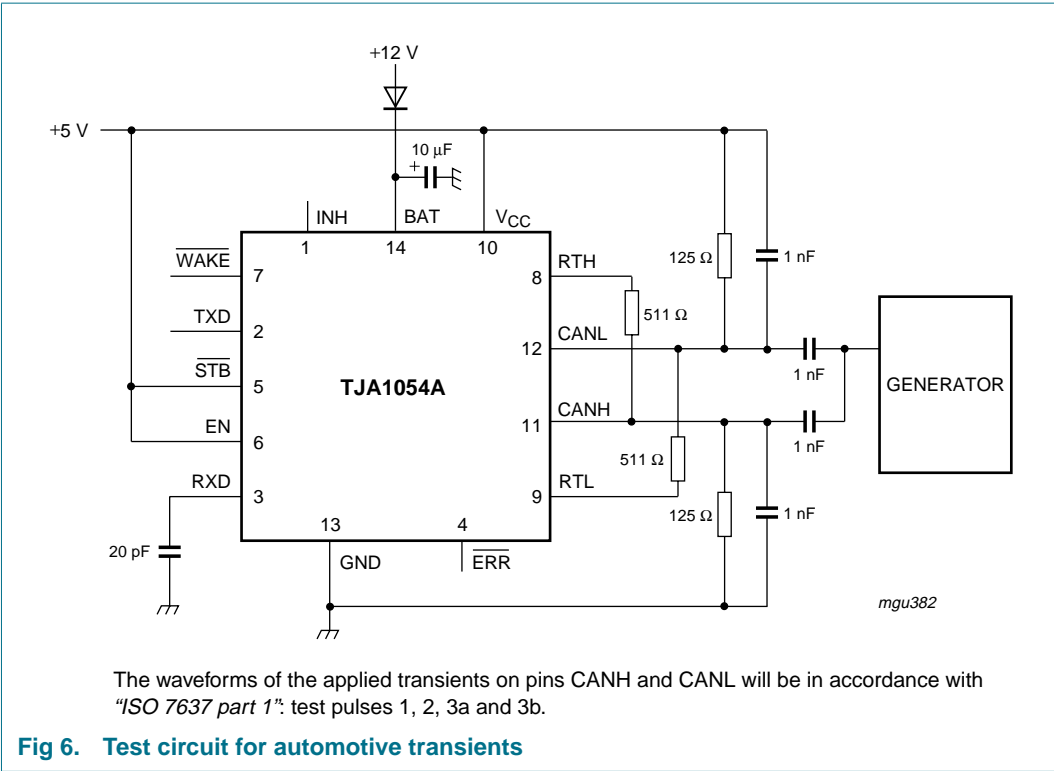 +12 V
+5 V
10 μF
+
INH
BAT
VCC
1
14
10
WAKE
7
TXD
2
STB
5
EN
6
RXD
3
TJA1054A
RTH
8
511 Ω
CANL
12
CANH
11
511 Ω
RTL
9
125 Ω
1 nF
1 nF
1 nF
125 Ω
1 nF
GENERATOR
13
4
GND
ERR
20 pF
mgu382
The waveforms of the applied transients on pins CANH and CANL will be in accordance with
“ISO 7637 part 1”: test pulses 1, 2, 3a and 3b.
Fig 6. Test circuit for automotive transients